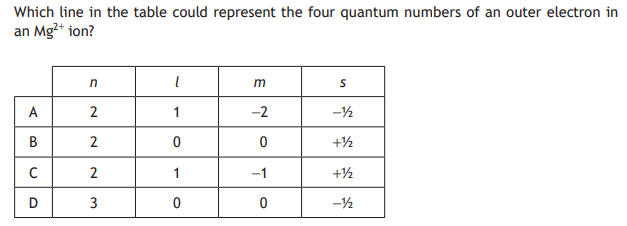 Which line in the table could represent the four quantum numbers of an outer electron in
an Mg²⁺ ion?
n l m s
A 2 1 –2 –½
B 2 0 0 +½
C 2 1 –1 +½
D 3 0 0 –½